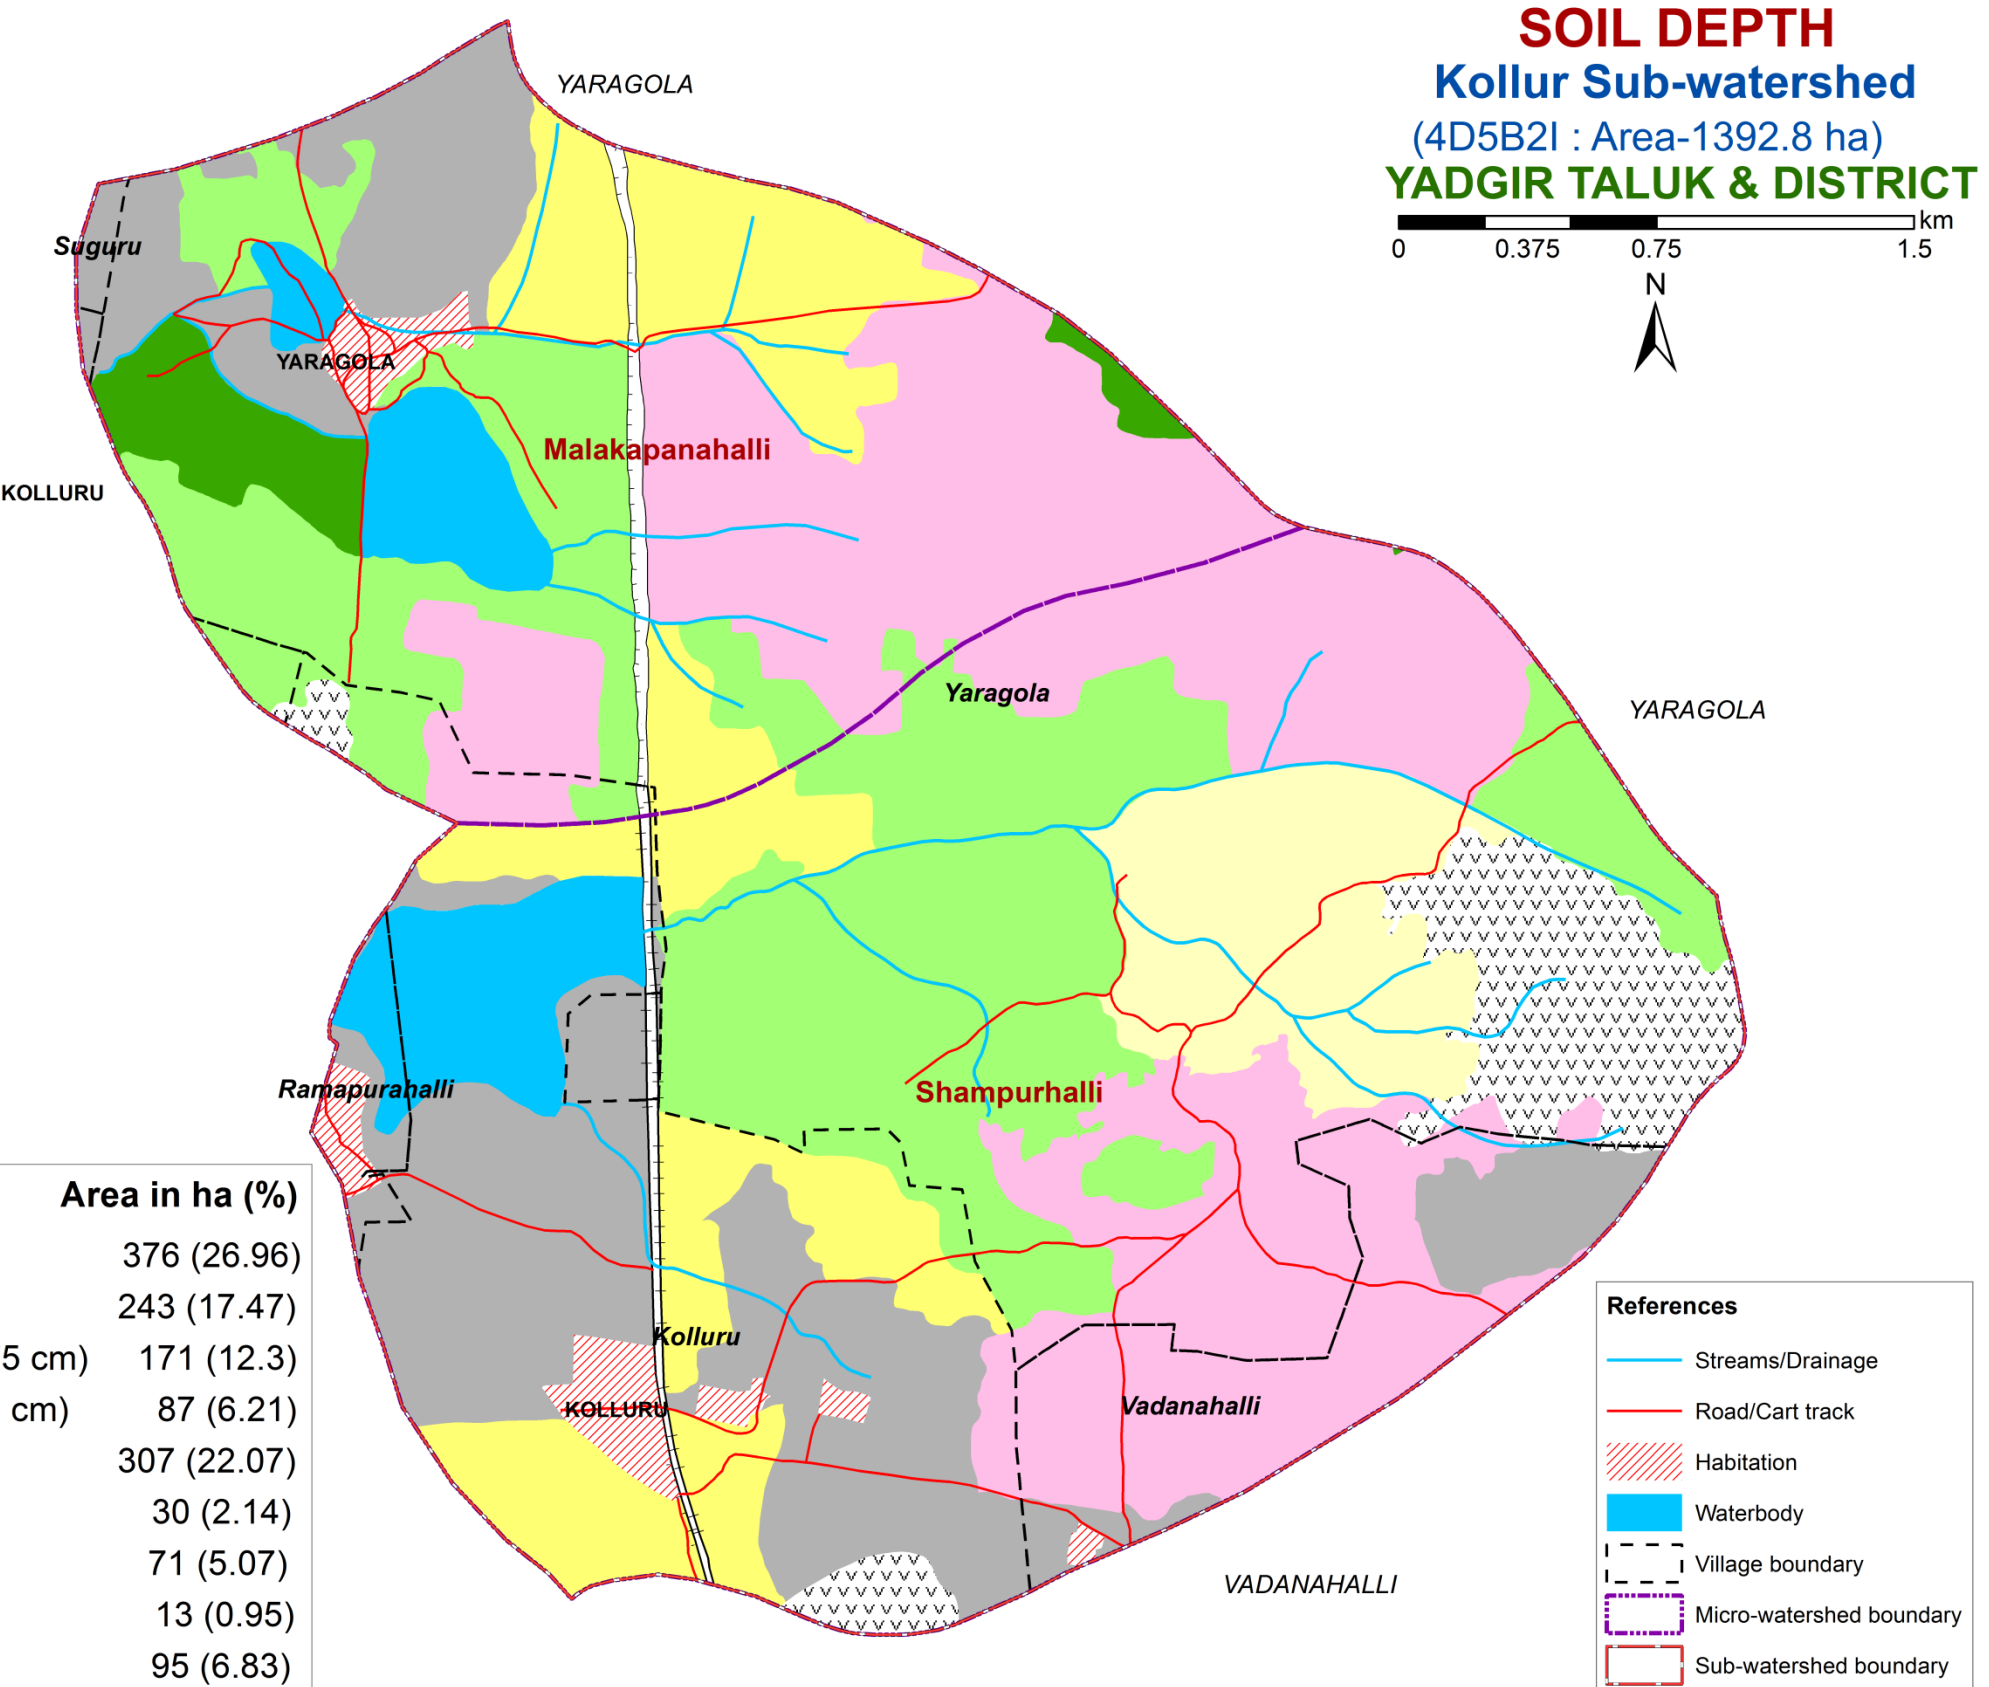 SOIL DEPTH
Kollur Sub-watershed
(4D5B2I : Area-1392.8 ha)
YADGIR TALUK & DISTRICT
km
0 0.375 0.75 1.5
N
YARAGOLA
Suguru
YARAGOLA
Malakapanahalli
KOLLURU
Yaragola
YARAGOLA
Ramapurahalli
Shampurhalli
Kolluru
KOLLURU
Vadanahalli
VADANAHALLI
Area in ha (%)
376 (26.96)
243 (17.47)
5 cm) 171 (12.3)
cm) 87 (6.21)
307 (22.07)
30 (2.14)
71 (5.07)
13 (0.95)
95 (6.83)
References
Streams/Drainage
Road/Cart track
Habitation
Waterbody
Village boundary
Micro-watershed boundary
Sub-watershed boundary